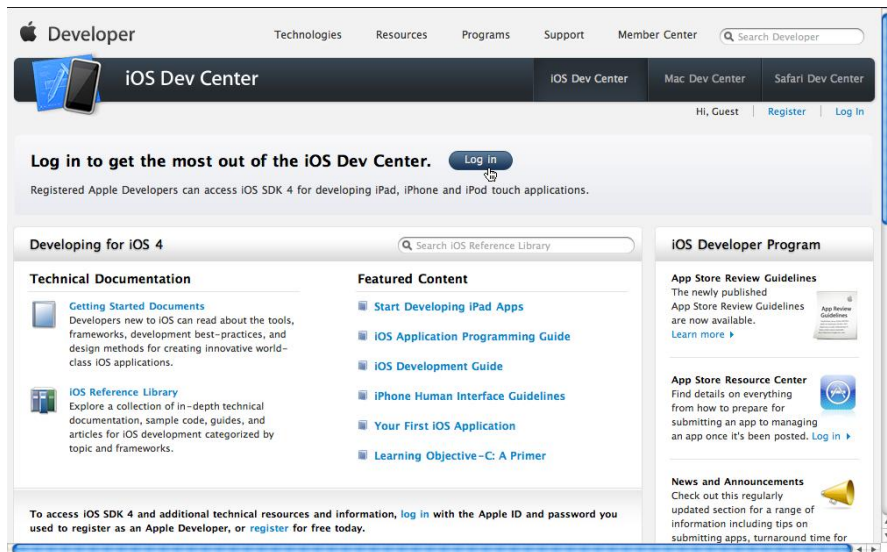 Developer
Technologies Resources Programs Support Member Center Search Developer
iOS Dev Center
iOS Dev Center Mac Dev Center Safari Dev Center
Hi, Guest Register Log In
Log in to get the most out of the iOS Dev Center. Log in
Registered Apple Developers can access iOS SDK 4 for developing iPad, iPhone and iPod touch applications.
Developing for iOS 4 Search iOS Reference Library
Technical Documentation
Getting Started Documents
Developers new to iOS can read about the tools,
frameworks, development best-practices, and
design methods for creating innovative world-
class iOS applications.
iOS Reference Library
Explore a collection of in-depth technical
documentation, sample code, guides, and
articles for iOS development categorized by
topic and frameworks.
Featured Content
Start Developing iPad Apps
iOS Application Programming Guide
iOS Development Guide
iPhone Human Interface Guidelines
Your First iOS Application
Learning Objective-C: A Primer
To access iOS SDK 4 and additional technical resources and information, log in with the Apple ID and password you
used to register as an Apple Developer, or register for free today.
iOS Developer Program
App Store Review Guidelines
The newly published
App Store Review Guidelines
are now available.
Learn more
App Review
Guidelines
App Store Resource Center
Find details on everything
from how to prepare for
submitting an app to managing
an app once it's been posted. Log in
News and Announcements
Check out this regularly
updated section for a range of
information including tips on
submitting apps, turnaround time for